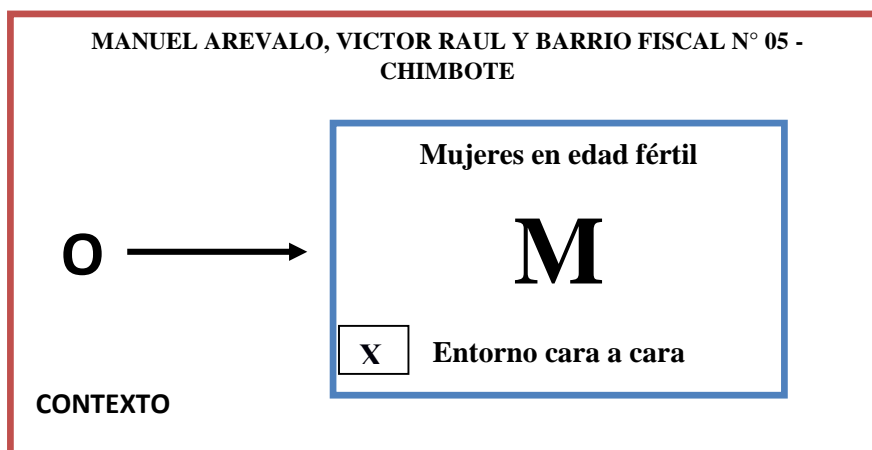 MANUEL AREVALO, VICTOR RAUL Y BARRIO FISCAL N° 05 -
CHIMBOTE
Mujeres en edad fértil
O
M
X Entorno cara a cara
CONTEXTO